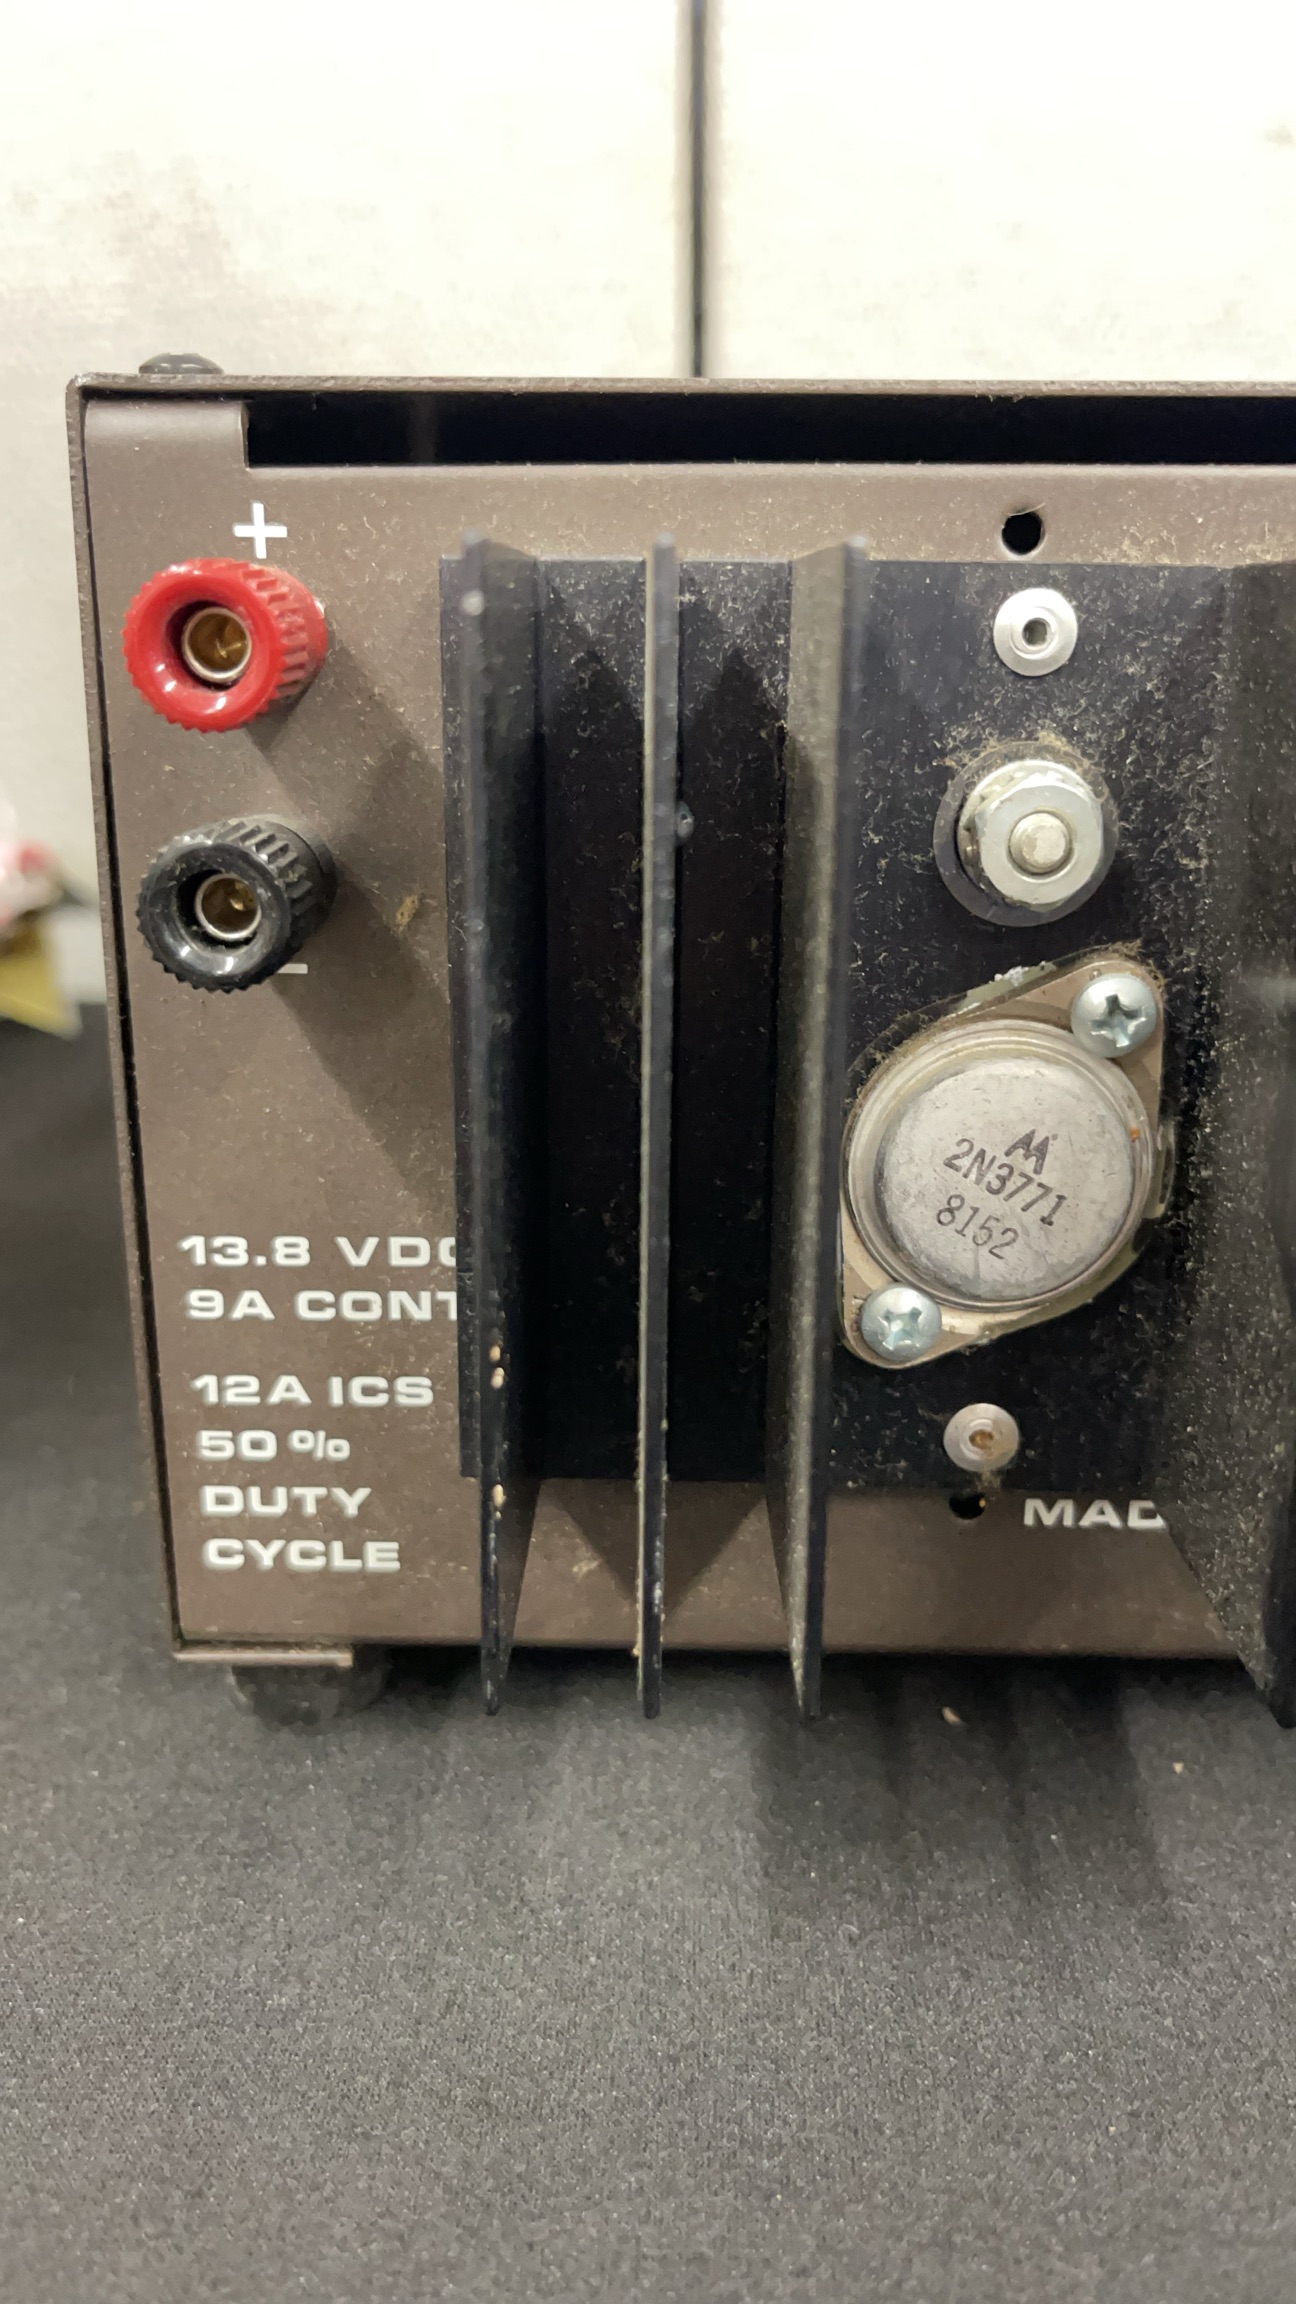 +
-
13.8 VDC
9A CONT
12A ICS
50 %
DUTY
CYCLE
2N3771
8152
MAD